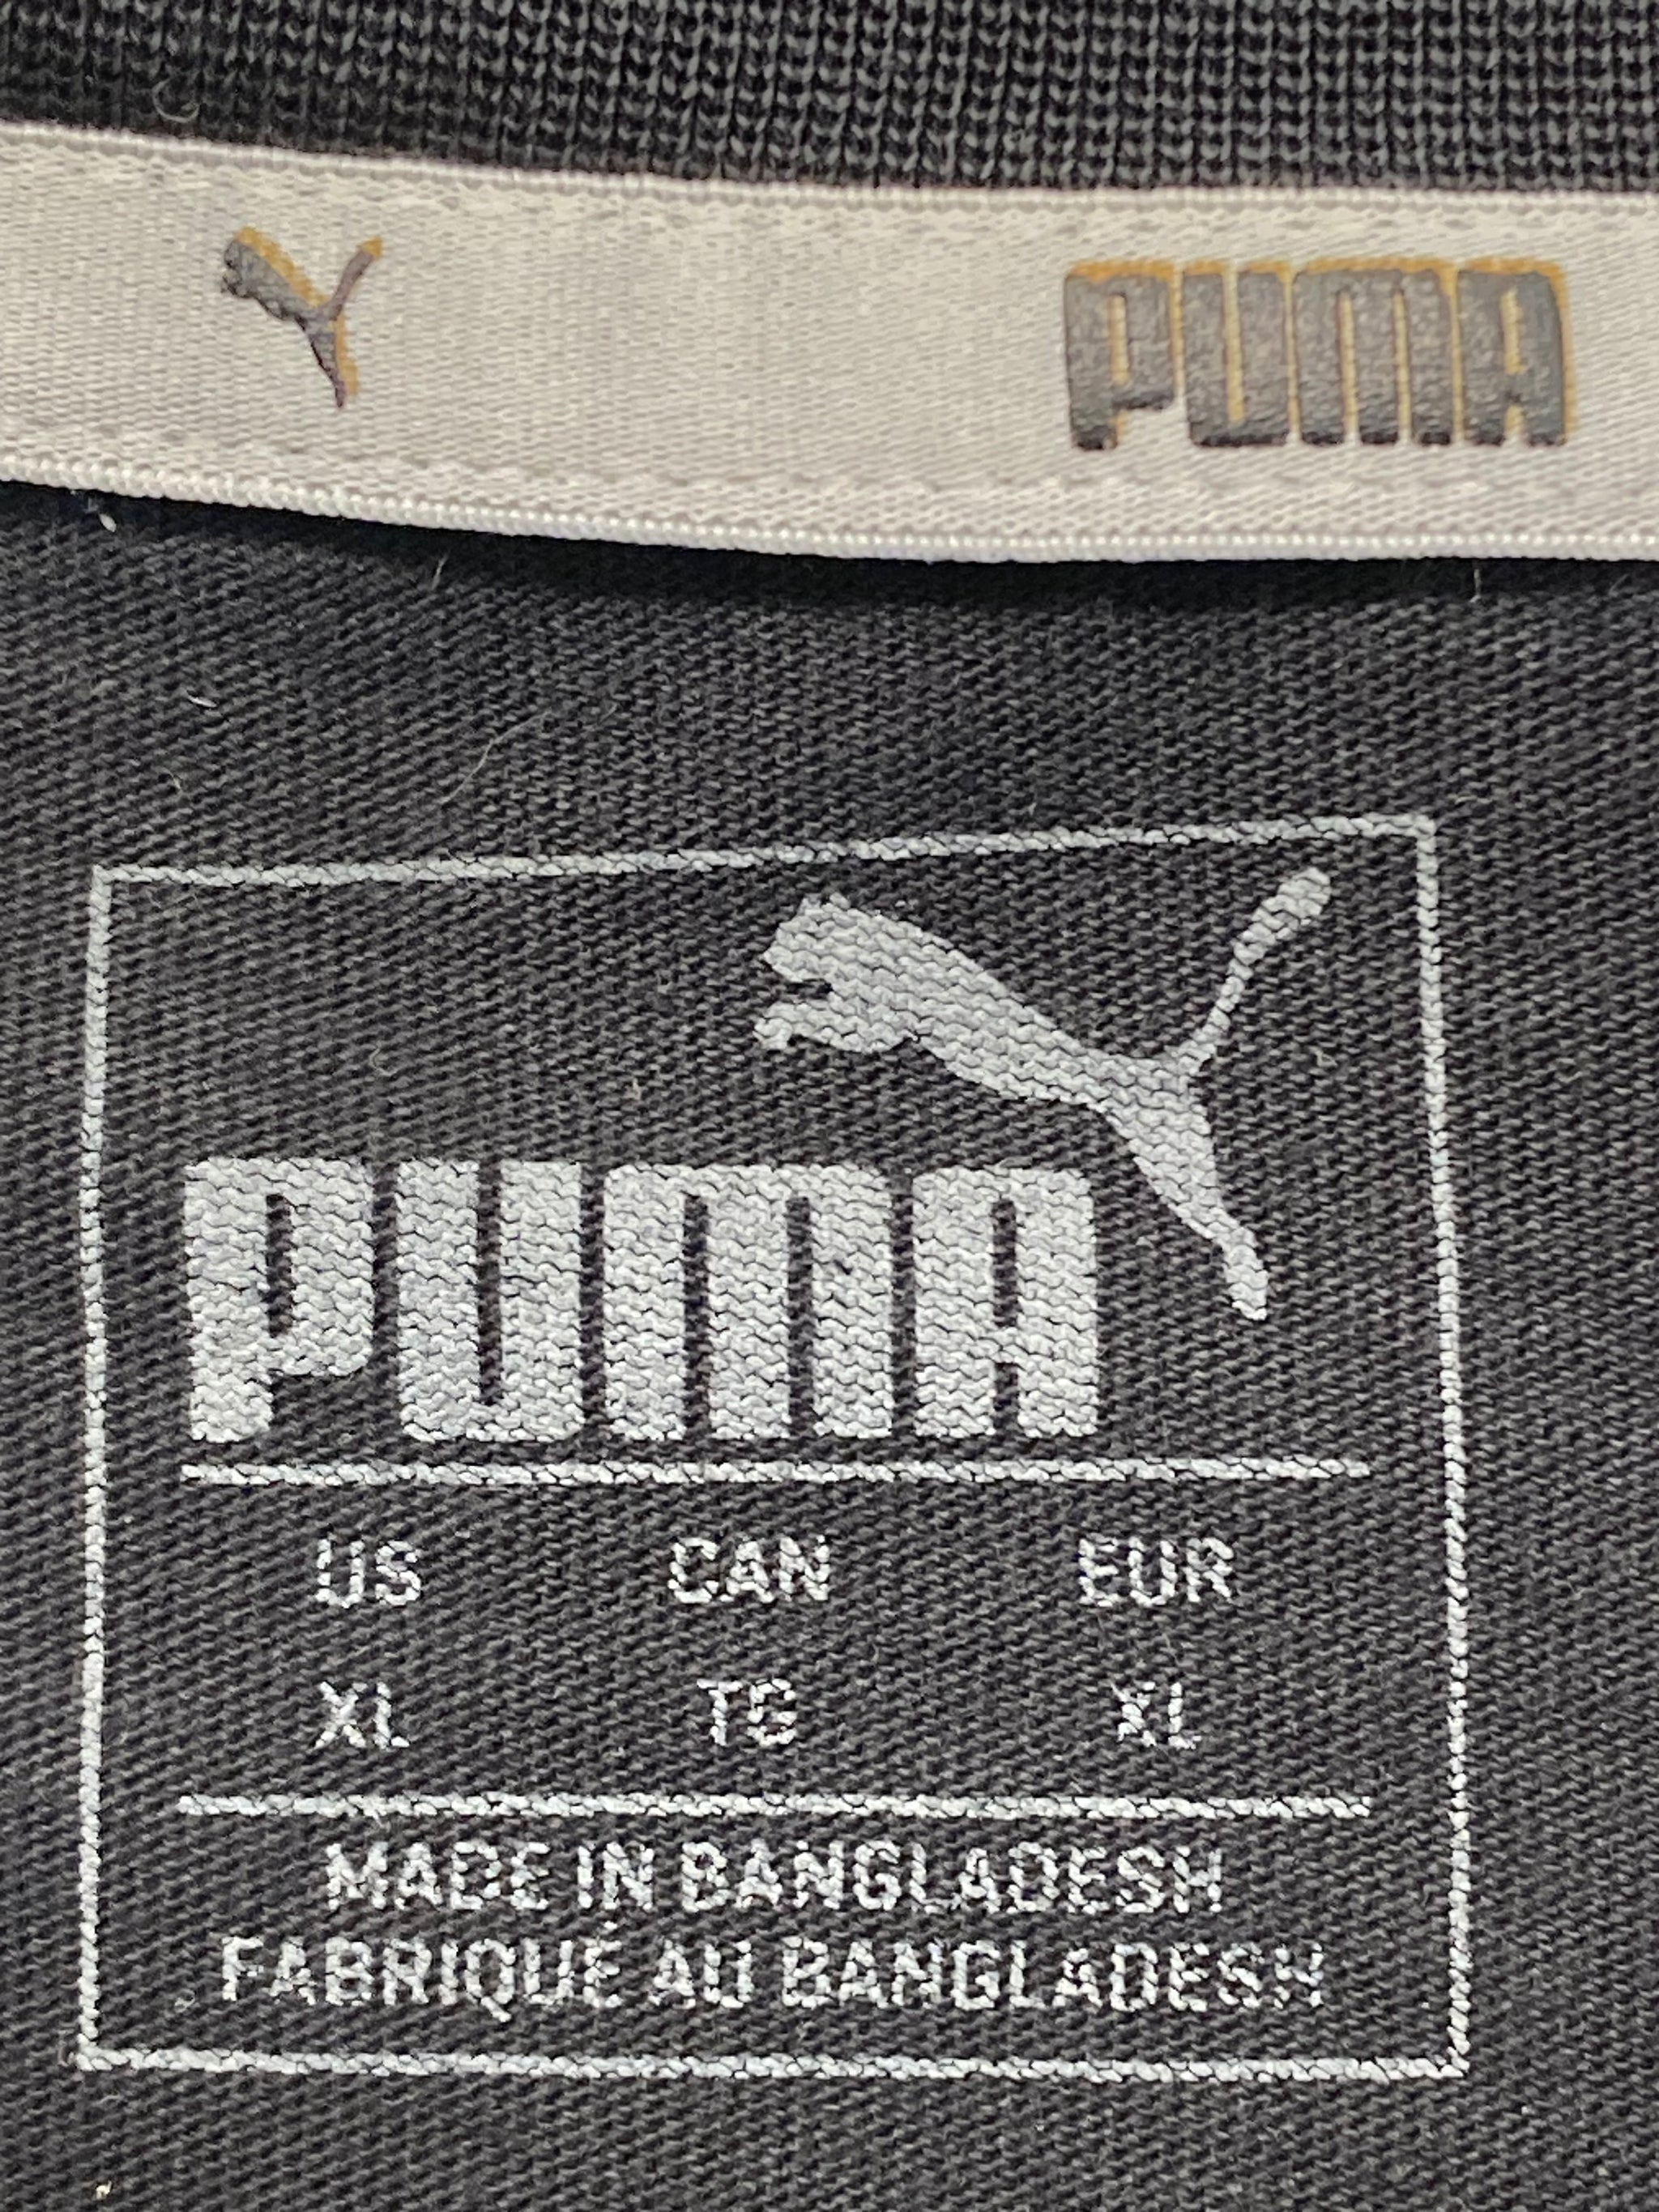 PUMA
PUMA
US CAN EUR
XL TG XL
MADE IN BANGLADESH
FABRIQUÉ AU BANGLADESH